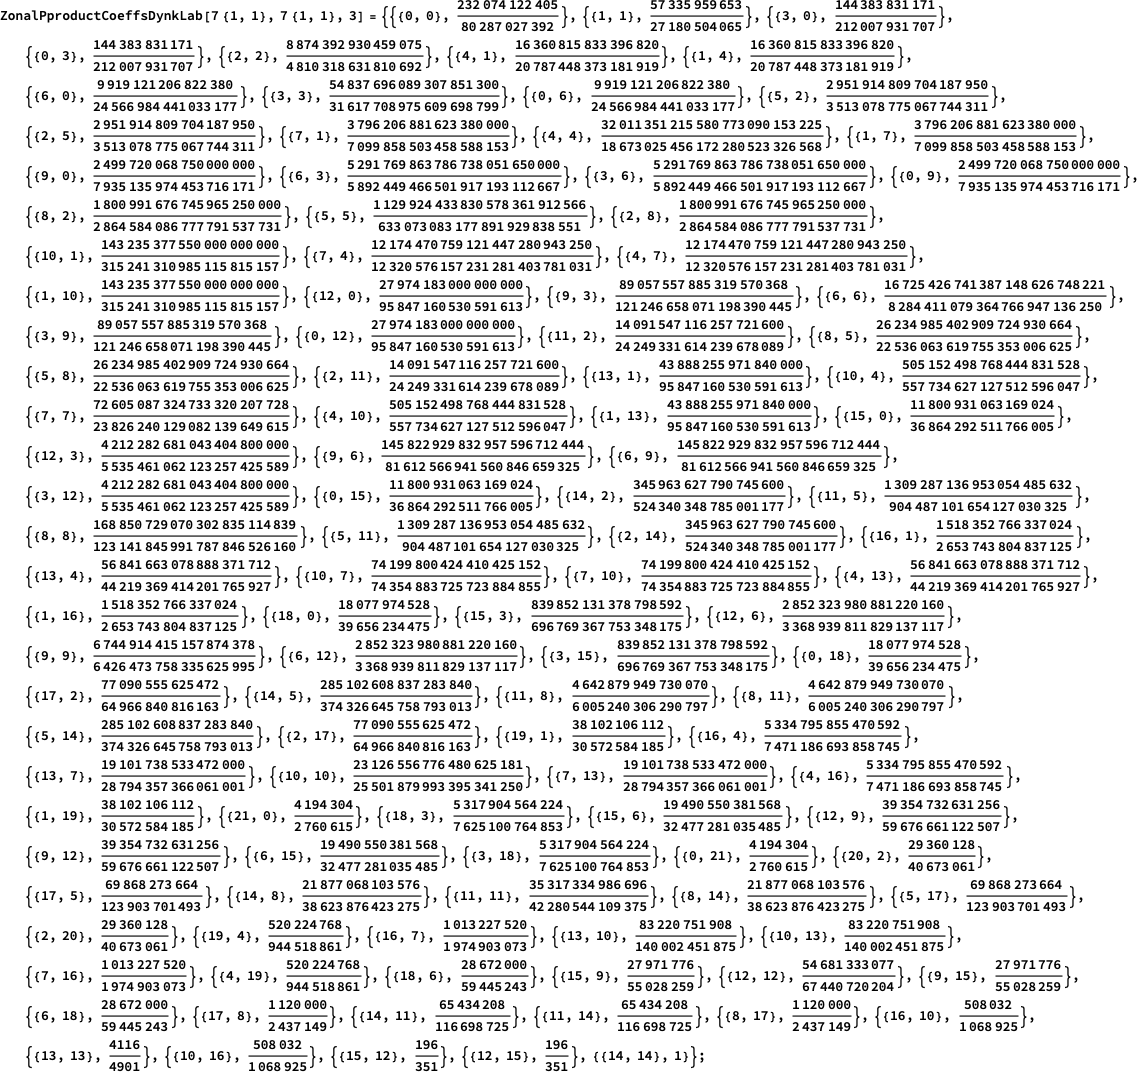 ZonalPproductCoeffsDynkLab[7 {1, 1}, 7 {1, 1}, 3] = {{{0, 0}, 232 074 122 405/80 287 027 392}, {{1, 1}, 57 335 959 653/27 180 504 065}, {{3, 0}, 144 383 831 171/212 007 931 707},
{{0, 3}, 144 383 831 171/212 007 931 707}, {{2, 2}, 8 874 392 930 459 075/4 810 318 631 810 692}, {{4, 1}, 16 360 815 833 396 820/20 787 448 373 181 919}, {{1, 4}, 16 360 815 833 396 820/20 787 448 373 181 919},
{{6, 0}, 9 919 121 206 822 380/24 566 984 441 033 177}, {{3, 3}, 54 837 696 089 307 851 300/31 617 708 975 609 698 799}, {{0, 6}, 9 919 121 206 822 380/24 566 984 441 033 177}, {{5, 2}, 2 951 914 809 704 187 950/3 513 078 775 067 744 311},
{{2, 5}, 2 951 914 809 704 187 950/3 513 078 775 067 744 311}, {{7, 1}, 3 796 206 881 623 380 000/7 099 858 503 458 588 153}, {{4, 4}, 32 011 351 215 580 773 090 153 225/18 673 025 456 172 280 523 326 568}, {{1, 7}, 3 796 206 881 623 380 000/7 099 858 503 458 588 153},
{{9, 0}, 2 499 720 068 750 000 000/7 935 135 974 453 716 171}, {{6, 3}, 5 291 769 863 786 738 051 650 000/5 892 449 466 501 917 193 112 667}, {{3, 6}, 5 291 769 863 786 738 051 650 000/5 892 449 466 501 917 193 112 667}, {{0, 9}, 2 499 720 068 750 000 000/7 935 135 974 453 716 171},
{{8, 2}, 1 800 991 676 745 965 250 000/2 864 584 086 777 791 537 731}, {{5, 5}, 1 129 924 433 830 578 361 912 566/633 073 083 177 891 929 838 551}, {{2, 8}, 1 800 991 676 745 965 250 000/2 864 584 086 777 791 537 731},
{{10, 1}, 143 235 377 550 000 000 000/315 241 310 985 115 815 157}, {{7, 4}, 12 174 470 759 121 447 280 943 250/12 320 576 157 231 281 403 781 031}, {{4, 7}, 12 174 470 759 121 447 280 943 250/12 320 576 157 231 281 403 781 031},
{{1, 10}, 143 235 377 550 000 000 000/315 241 310 985 115 815 157}, {{12, 0}, 27 974 183 000 000 000/95 847 160 530 591 613}, {{9, 3}, 89 057 557 885 319 570 368/121 246 658 071 198 390 445}, {{6, 6}, 16 725 426 741 387 148 626 748 221/8 284 411 079 364 766 947 136 250},
{{3, 9}, 89 057 557 885 319 570 368/121 246 658 071 198 390 445}, {{0, 12}, 27 974 183 000 000 000/95 847 160 530 591 613}, {{11, 2}, 14 091 547 116 257 721 600/24 249 331 614 239 678 089}, {{8, 5}, 26 234 985 402 909 724 930 664/22 536 063 619 755 353 006 625},
{{5, 8}, 26 234 985 402 909 724 930 664/22 536 063 619 755 353 006 625}, {{2, 11}, 14 091 547 116 257 721 600/24 249 331 614 239 678 089}, {{13, 1}, 43 888 255 971 840 000/95 847 160 530 591 613}, {{10, 4}, 505 152 498 768 444 831 528/557 734 627 127 512 596 047},
{{7, 7}, 72 605 087 324 733 320 207 728/23 826 240 129 082 139 649 615}, {{4, 10}, 505 152 498 768 444 831 528/557 734 627 127 512 596 047}, {{1, 13}, 43 888 255 971 840 000/95 847 160 530 591 613}, {{15, 0}, 11 800 931 063 169 024/36 864 292 511 766 005},
{{12, 3}, 4 212 282 681 043 404 800 000/5 535 461 062 123 257 425 589}, {{9, 6}, 145 822 929 832 957 596 712 444/81 612 566 941 560 846 659 325}, {{6, 9}, 145 822 929 832 957 596 712 444/81 612 566 941 560 846 659 325},
{{3, 12}, 4 212 282 681 043 404 800 000/5 535 461 062 123 257 425 589}, {{0, 15}, 11 800 931 063 169 024/36 864 292 511 766 005}, {{14, 2}, 345 963 627 790 745 600/524 340 348 785 001 177}, {{11, 5}, 1 309 287 136 953 054 485 632/904 487 101 654 127 030 325},
{{8, 8}, 168 850 729 070 302 835 114 839/123 141 845 991 787 846 526 160}, {{5, 11}, 1 309 287 136 953 054 485 632/904 487 101 654 127 030 325}, {{2, 14}, 345 963 627 790 745 600/524 340 348 785 001 177}, {{16, 1}, 1 518 352 766 337 024/2 653 743 804 837 125},
{{13, 4}, 56 841 663 078 888 371 712/44 219 369 414 201 765 927}, {{10, 7}, 74 199 800 424 410 425 152/74 354 883 725 723 884 855}, {{7, 10}, 74 199 800 424 410 425 152/74 354 883 725 723 884 855}, {{4, 13}, 56 841 663 078 888 371 712/44 219 369 414 201 765 927},
{{1, 16}, 1 518 352 766 337 024/2 653 743 804 837 125}, {{18, 0}, 18 077 974 528/39 656 234 475}, {{15, 3}, 839 852 131 378 798 592/696 769 367 753 348 175}, {{12, 6}, 2 852 323 980 881 220 160/3 368 939 811 829 137 117},
{{9, 9}, 6 744 914 415 157 874 378/6 426 473 758 335 625 995}, {{6, 12}, 2 852 323 980 881 220 160/3 368 939 811 829 137 117}, {{3, 15}, 839 852 131 378 798 592/696 769 367 753 348 175}, {{0, 18}, 18 077 974 528/39 656 234 475},
{{17, 2}, 77 090 555 625 472/64 966 840 816 163}, {{14, 5}, 285 102 608 837 283 840/374 326 645 758 793 013}, {{11, 8}, 4 642 879 949 730 070/6 005 240 306 290 797}, {{8, 11}, 4 642 879 949 730 070/6 005 240 306 290 797},
{{5, 14}, 285 102 608 837 283 840/374 326 645 758 793 013}, {{2, 17}, 77 090 555 625 472/64 966 840 816 163}, {{19, 1}, 38 102 106 112/30 572 584 185}, {{16, 4}, 5 334 795 855 470 592/7 471 186 693 858 745},
{{13, 7}, 19 101 738 533 472 000/28 794 357 366 061 001}, {{10, 10}, 23 126 556 776 480 625 181/25 501 879 993 395 341 250}, {{7, 13}, 19 101 738 533 472 000/28 794 357 366 061 001}, {{4, 16}, 5 334 795 855 470 592/7 471 186 693 858 745},
{{1, 19}, 38 102 106 112/30 572 584 185}, {{21, 0}, 4 194 304/2 760 615}, {{18, 3}, 5 317 904 564 224/7 625 100 764 853}, {{15, 6}, 19 490 550 381 568/32 477 281 035 485}, {{12, 9}, 39 354 732 631 256/59 676 661 122 507},
{{9, 12}, 39 354 732 631 256/59 676 661 122 507}, {{6, 15}, 19 490 550 381 568/32 477 281 035 485}, {{3, 18}, 5 317 904 564 224/7 625 100 764 853}, {{0, 21}, 4 194 304/2 760 615}, {{20, 2}, 29 360 128/40 673 061},
{{17, 5}, 69 868 273 664/123 903 701 493}, {{14, 8}, 21 877 068 103 576/38 623 876 423 275}, {{11, 11}, 35 317 334 986 696/42 280 544 109 375}, {{8, 14}, 21 877 068 103 576/38 623 876 423 275}, {{5, 17}, 69 868 273 664/123 903 701 493},
{{2, 20}, 29 360 128/40 673 061}, {{19, 4}, 520 224 768/944 518 861}, {{16, 7}, 1 013 227 520/1 974 903 073}, {{13, 10}, 83 220 751 908/140 002 451 875}, {{10, 13}, 83 220 751 908/140 002 451 875},
{{7, 16}, 1 013 227 520/1 974 903 073}, {{4, 19}, 520 224 768/944 518 861}, {{18, 6}, 28 672 000/59 445 243}, {{15, 9}, 27 971 776/55 028 259}, {{12, 12}, 54 681 333 077/67 440 720 204}, {{9, 15}, 27 971 776/55 028 259},
{{6, 18}, 28 672 000/59 445 243}, {{17, 8}, 1 120 000/2 437 149}, {{14, 11}, 65 434 208/116 698 725}, {{11, 14}, 65 434 208/116 698 725}, {{8, 17}, 1 120 000/2 437 149}, {{16, 10}, 508 032/1 068 925},
{{13, 13}, 4116/4901}, {{10, 16}, 508 032/1 068 925}, {{15, 12}, 196/351}, {{12, 15}, 196/351}, {{14, 14}, 1}};